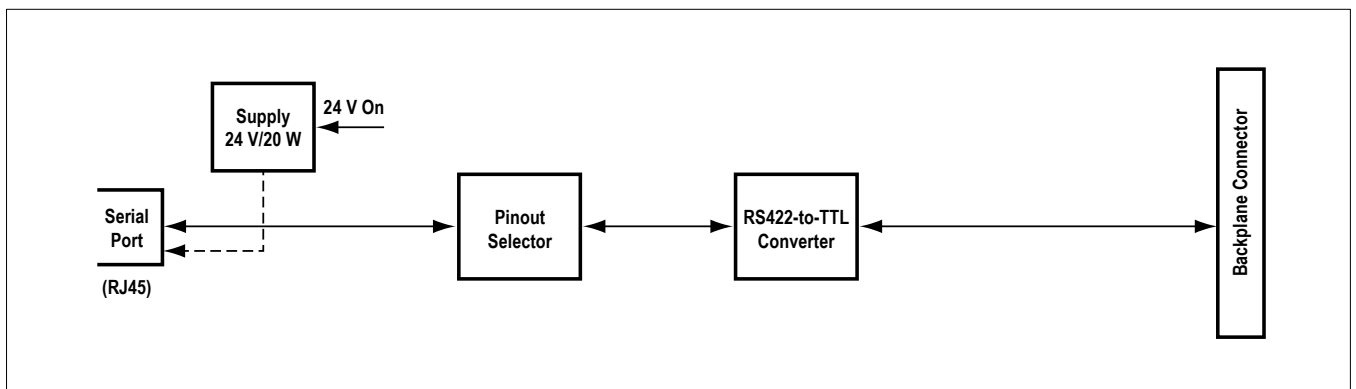 Supply
24 V/20 W
24 V On
Serial
Port
(RJ45)
Pinout
Selector
RS422-to-TTL
Converter
Backplane Connector